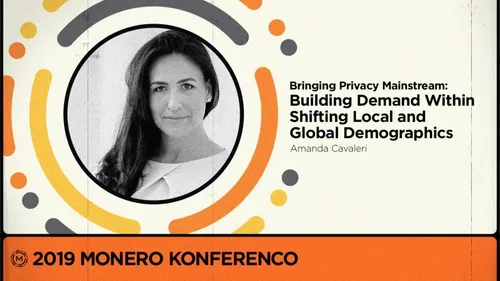 Bringing Privacy Mainstream:
Building Demand Within
Shifting Local and
Global Demographics
Amanda Cavaleri
2019 MONERO KONFERENCO